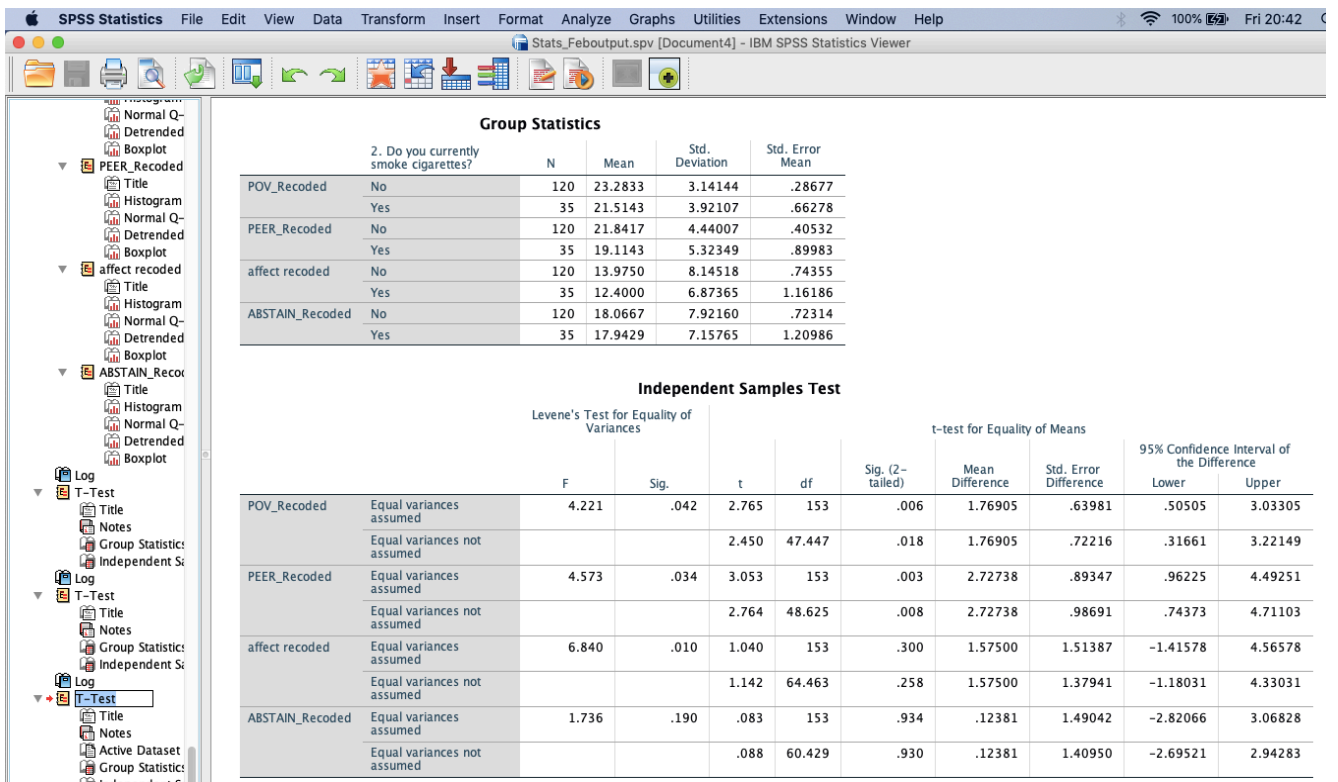 SPSS Statistics File Edit View Data Transform Insert Format Analyze Graphs Utilities Extensions Window Help 100% Fri 20:42
Stats_Feboutput.spv [Document4] - IBM SPSS Statistics Viewer
Histogram
Normal Q-
Detrended
Boxplot
PEER_Recoded
Title
Histogram
Normal Q-
Detrended
Boxplot
affect recoded
Title
Histogram
Normal Q-
Detrended
Boxplot
ABSTAIN_Reco
Title
Histogram
Normal Q-
Detrended
Boxplot
Log
T-Test
Title
Notes
Group Statistics
Independent Sa
Log
T-Test
Title
Notes
Group Statistics
Independent Sa
Log
T-Test
Title
Notes
Active Dataset
Group Statistics
Group Statistics
2. Do you currently smoke cigarettes? N Mean Std. Deviation Std. Error Mean
POV_Recoded No 120 23.2833 3.14144 .28677
Yes 35 21.5143 3.92107 .66278
PEER_Recoded No 120 21.8417 4.44007 .40532
Yes 35 19.1143 5.32349 .89983
affect recoded No 120 13.9750 8.14518 .74355
Yes 35 12.4000 6.87365 1.16186
ABSTAIN_Recoded No 120 18.0667 7.92160 .72314
Yes 35 17.9429 7.15765 1.20986
Independent Samples Test
Levene's Test for Equality of Variances t-test for Equality of Means
95% Confidence Interval of the Difference
F Sig. t df Sig. (2-tailed) Mean Difference Std. Error Difference Lower Upper
POV_Recoded Equal variances assumed 4.221 .042 2.765 153 .006 1.76905 .63981 .50505 3.03305
Equal variances not assumed 2.450 47.447 .018 1.76905 .72216 .31661 3.22149
PEER_Recoded Equal variances assumed 4.573 .034 3.053 153 .003 2.72738 .89347 .96225 4.49251
Equal variances not assumed 2.764 48.625 .008 2.72738 .98691 .74373 4.71103
affect recoded Equal variances assumed 6.840 .010 1.040 153 .300 1.57500 1.51387 -1.41578 4.56578
Equal variances not assumed 1.142 64.463 .258 1.57500 1.37941 -1.18031 4.33031
ABSTAIN_Recoded Equal variances assumed 1.736 .190 .083 153 .934 .12381 1.49042 -2.82066 3.06828
Equal variances not assumed .088 60.429 .930 .12381 1.40950 -2.69521 2.94283